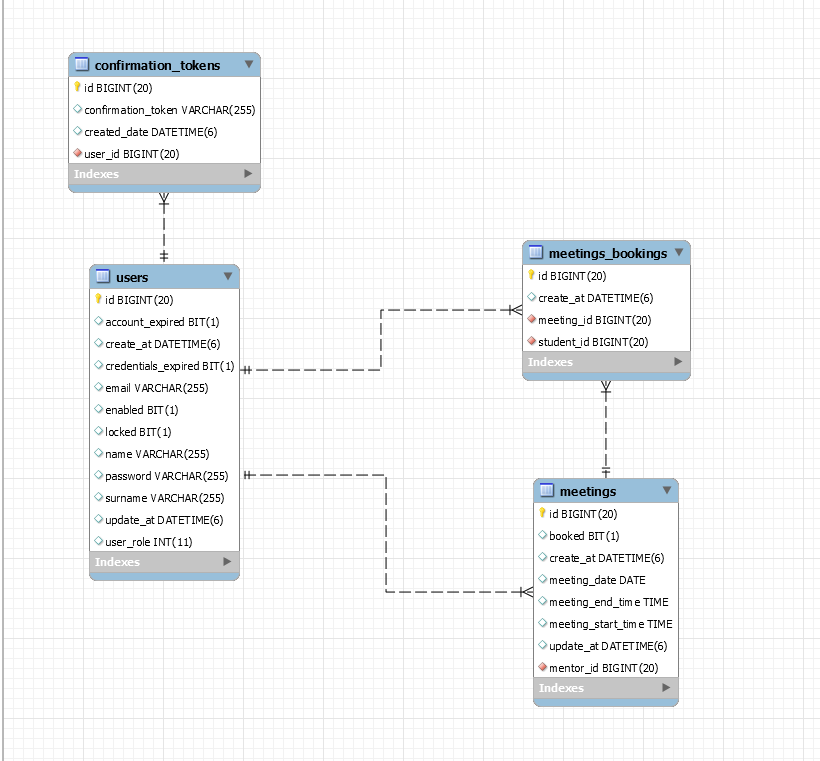 confirmation_tokens
id BIGINT(20)
confirmation_token VARCHAR(255)
created_date DATETIME(6)
user_id BIGINT(20)
Indexes
users
id BIGINT(20)
account_expired BIT(1)
create_at DATETIME(6)
credentials_expired BIT(1)
email VARCHAR(255)
enabled BIT(1)
locked BIT(1)
name VARCHAR(255)
password VARCHAR(255)
surname VARCHAR(255)
update_at DATETIME(6)
user_role INT(11)
Indexes
meetings_bookings
id BIGINT(20)
create_at DATETIME(6)
meeting_id BIGINT(20)
student_id BIGINT(20)
Indexes
meetings
id BIGINT(20)
booked BIT(1)
create_at DATETIME(6)
meeting_date DATE
meeting_end_time TIME
meeting_start_time TIME
update_at DATETIME(6)
mentor_id BIGINT(20)
Indexes